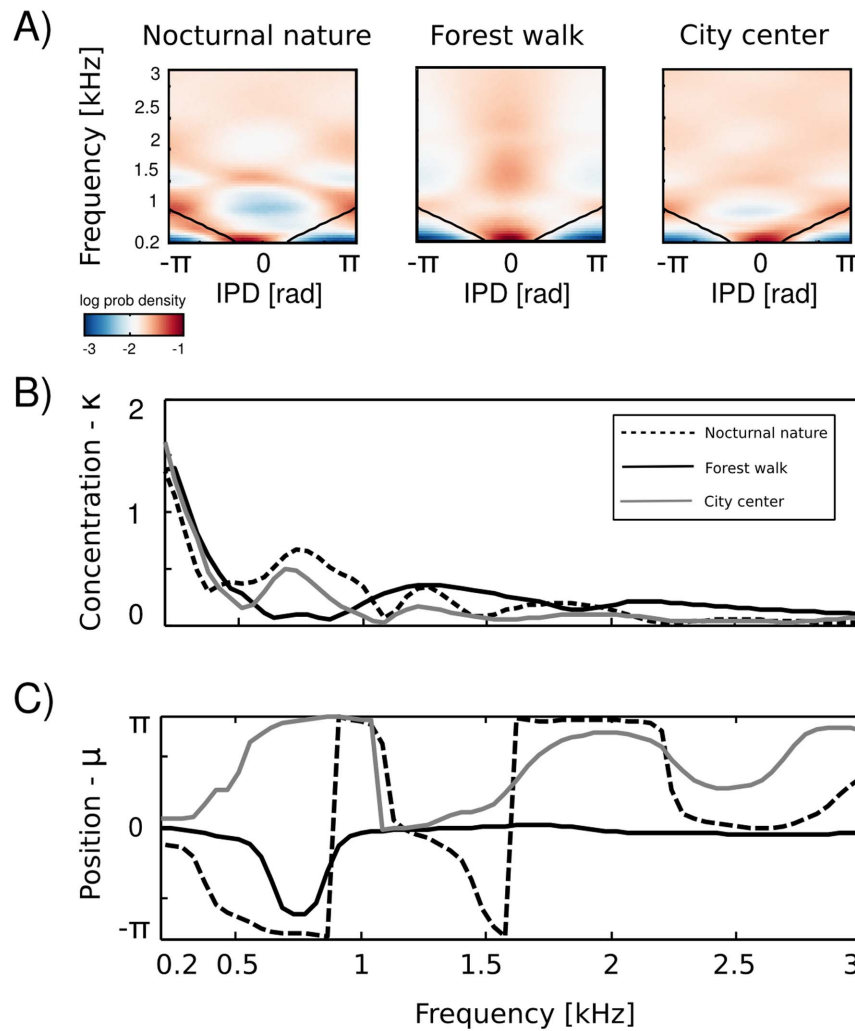 A)
Nocturnal nature
Forest walk
City center
Frequency [kHz]
3
2
1.5
1
0.2
-π 0 π
-π 0 π
-π 0 π
IPD [rad]
IPD [rad]
IPD [rad]
log prob density
-3 -2 -1
B)
Concentration - κ
2
1
0
Nocturnal nature
Forest walk
City center
C)
Position - μ
π
0
-π
0.2 0.5 1 1.5 2 2.5 3
Frequency [kHz]